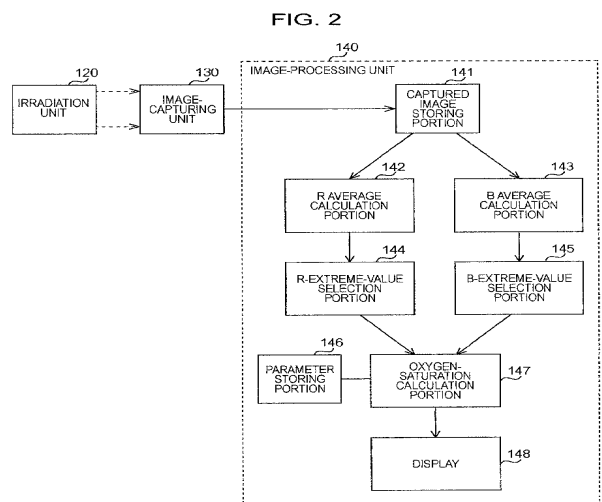 FIG. 2
140
IMAGE-PROCESSING UNIT
120
IRRADIATION
UNIT
130
IMAGE-
CAPTURING
UNIT
141
CAPTURED
IMAGE
STORING
PORTION
142
R AVERAGE
CALCULATION
PORTION
143
B AVERAGE
CALCULATION
PORTION
144
R-EXTREME-VALUE
SELECTION
PORTION
145
B-EXTREME-VALUE
SELECTION
PORTION
146
PARAMETER
STORING
PORTION
OXYGEN-
SATURATION
CALCULATION
PORTION
147
DISPLAY
148